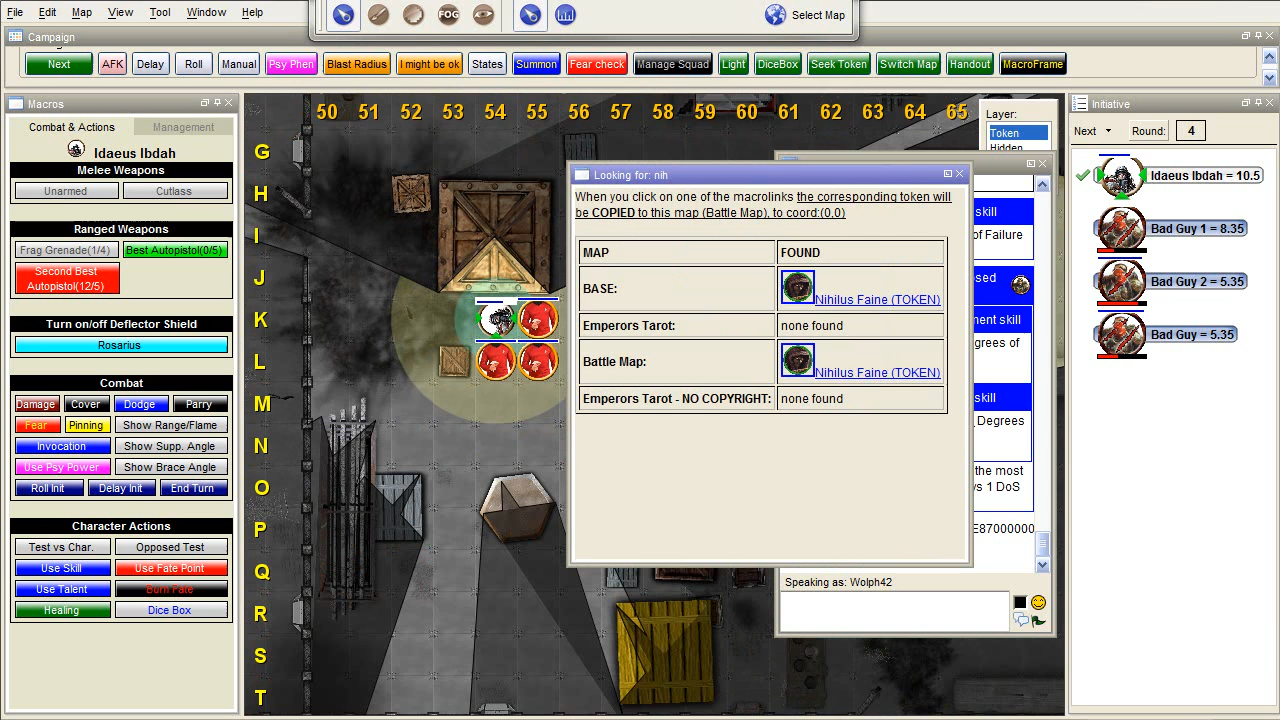 File Edit Map View Tool Window Help
FOG
Select Map
Campaign
Next AFK Delay Roll Manual Psy Phen Blast Radius I might be ok States Summon Fear check Manage Squad Light DiceBox Seek Token Switch Map Handout MacroFrame
Macros
Combat & Actions Management
Idaeus Ibdah
Melee Weapons
Unarmed Cutlass
Ranged Weapons
Frag Grenade(1/4) Best Autopistol(0/5)
Second Best
Autopistol(12/5)
Turn on/off Deflector Shield
Rosarius
Combat
Damage Cover Dodge Parry
Fear Pinning Show Range/Flame
Invocation Show Supp. Angle
Use Psy Power Show Brace Angle
Roll Init Delay Init End Turn
Character Actions
Test vs Char. Opposed Test
Use Skill Use Fate Point
Use Talent Burn Fate
Healing Dice Box
50 51 52 53 54 55 56 57 58 59 60 61 62 63 64 65
G
H
I
J
K
L
M
N
O
P
Q
R
S
T
Layer:
Token
Hidden
Looking for: nih
When you click on one of the macrolinks the corresponding token will
be COPIED to this map (Battle Map), to coord:(0,0)
MAP FOUND
BASE: Nihilus Faine (TOKEN)
Emperors Tarot: none found
Battle Map: Nihilus Faine (TOKEN)
Emperors Tarot - NO COPYRIGHT: none found
skill
of Failure
sed
nent skill
grees of
skill
Degrees
the most
s 1 DoS
E87000000
Speaking as: Wolph42
Initiative
Next Round: 4
Idaeus Ibdah = 10.5
Bad Guy 1 = 8.35
Bad Guy 2 = 5.35
Bad Guy = 5.35